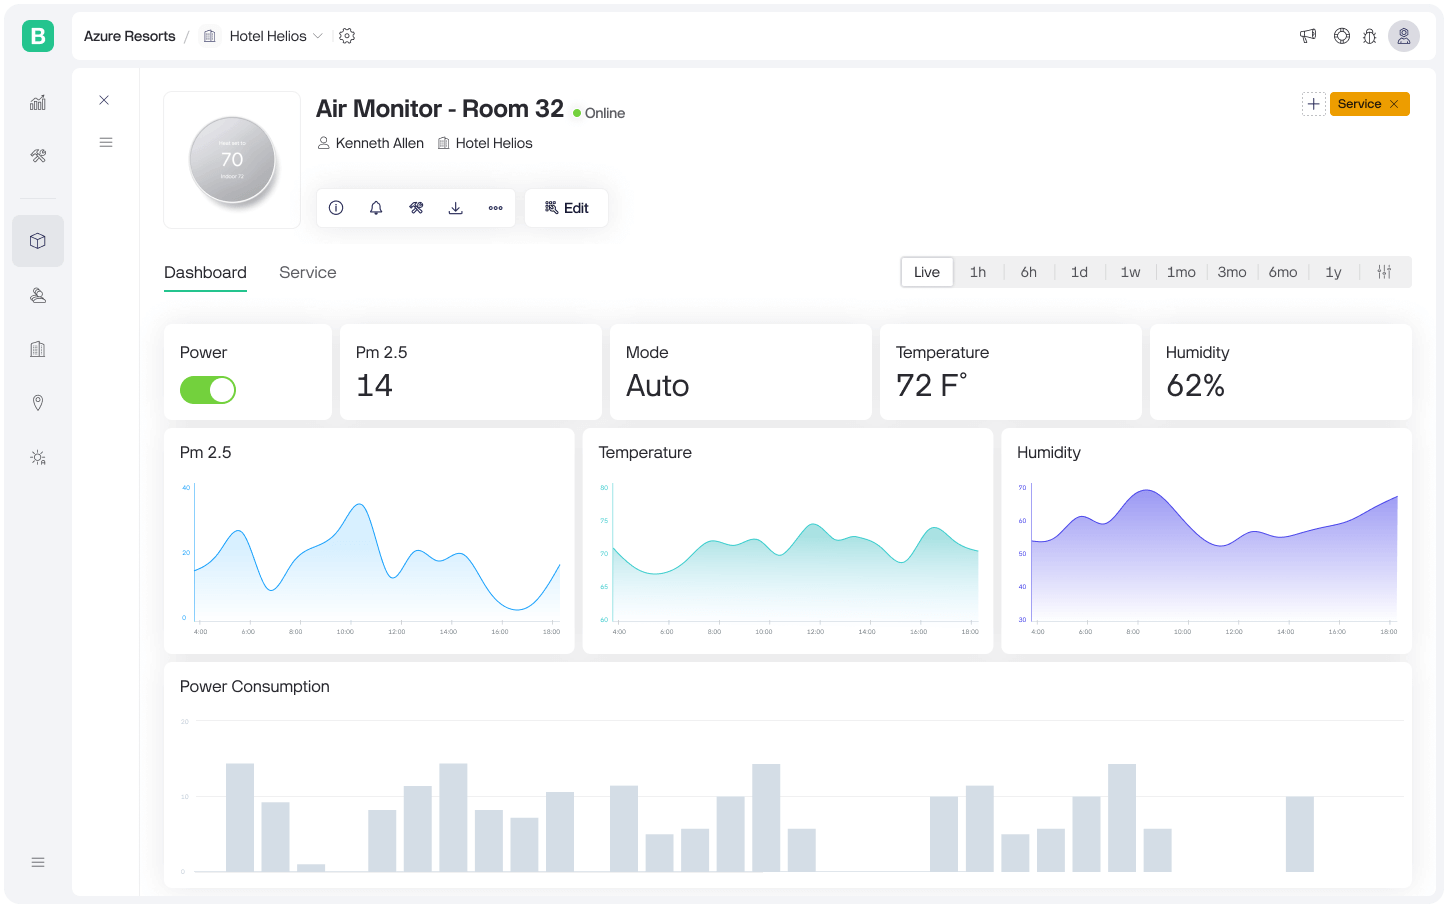 B
Azure Resorts / Hotel Helios
Air Monitor - Room 32
Online
Service
Kenneth Allen
Hotel Helios
Heat set to
70
Indoor 72
Edit
Dashboard
Service
Live 1h 6h 1d 1w 1mo 3mo 6mo 1y
Power
Pm 2.5
14
Mode
Auto
Temperature
72 F°
Humidity
62%
Pm 2.5
40
20
0
4:00 6:00 8:00 10:00 12:00 14:00 16:00 18:00
Temperature
80
75
70
65
60
4:00 6:00 8:00 10:00 12:00 14:00 16:00 18:00
Humidity
70
60
50
40
30
4:00 6:00 8:00 10:00 12:00 14:00 16:00 18:00
Power Consumption
20
10
0